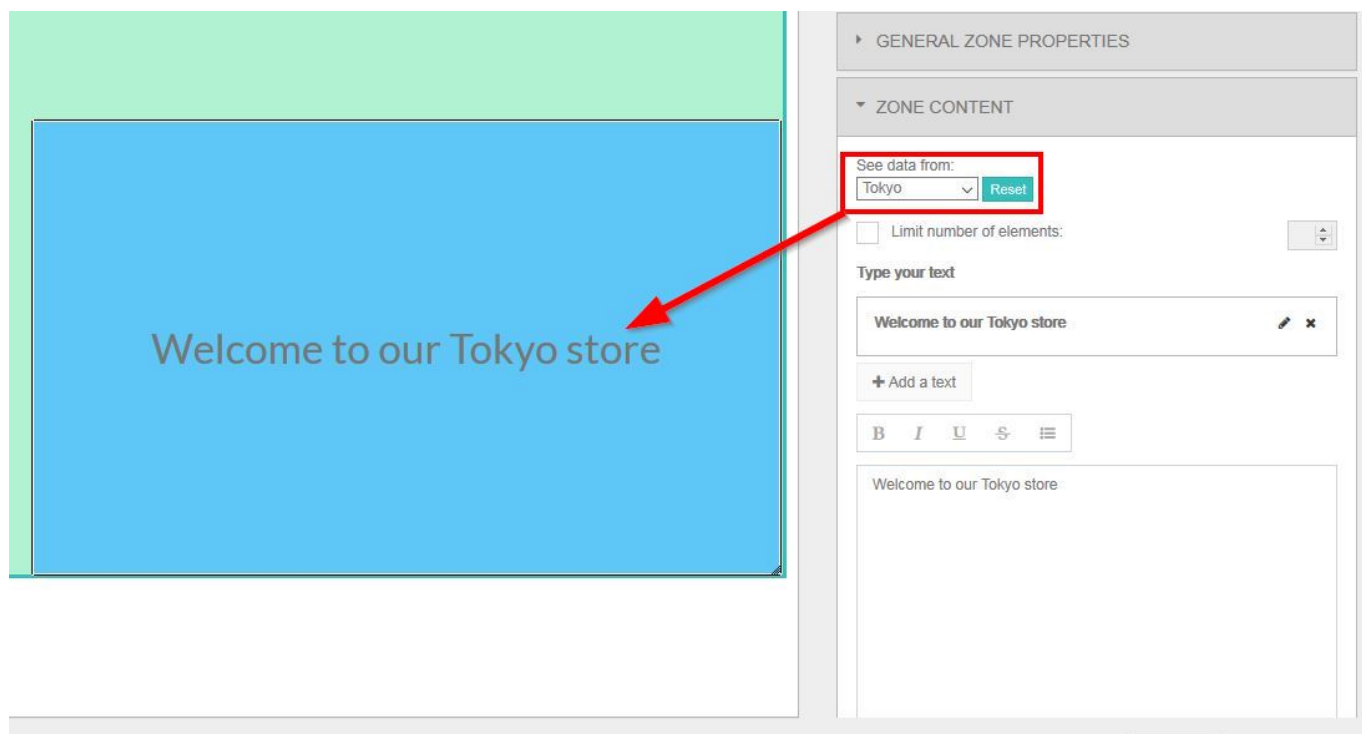 GENERAL ZONE PROPERTIES
ZONE CONTENT
See data from:
Tokyo Reset
Limit number of elements:
Type your text
Welcome to our Tokyo store
Welcome to our Tokyo store
+ Add a text
B I U S
Welcome to our Tokyo store